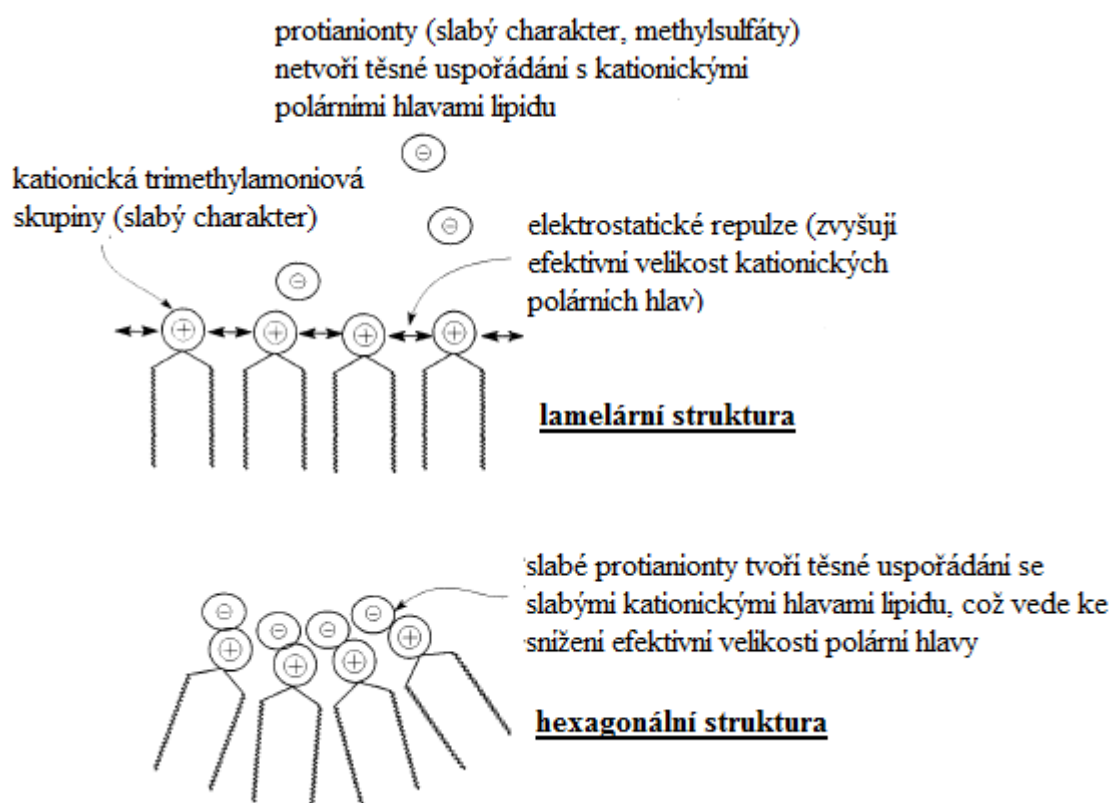 protianionty (slabý charakter, methylsulfáty)
netvoří těsné uspořádání s kationickými
polárními hlavami lipidu
kationická trimethylamoniová
skupiny (slabý charakter)
elektrostatické repulze (zvyšují
efektivní velikost kationických
polárních hlav)
lamelární struktura
slabé protianionty tvoří těsné uspořádání se
slabými kationickými hlavami lipidu, což vede ke
snížení efektivní velikosti polární hlavy
hexagonální struktura